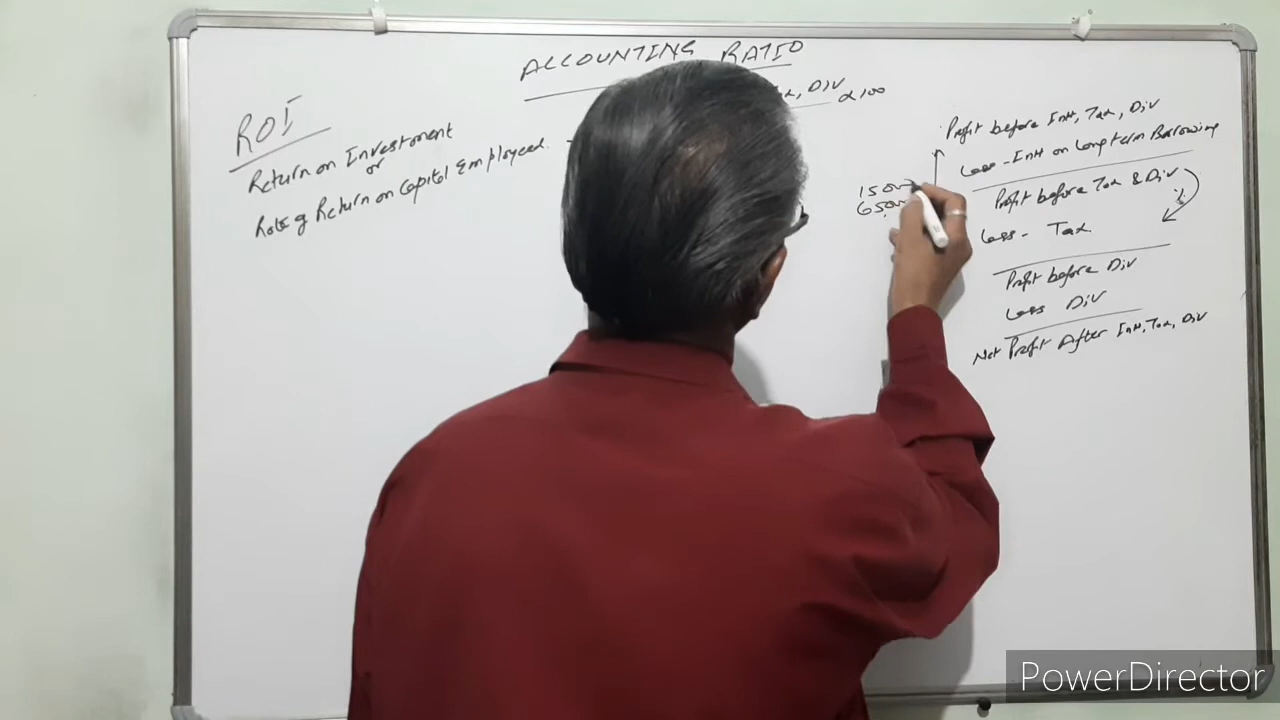 ACCOUNTING RATIO
Tax, Div
× 100
ROI
Return on Investment
or
Rate of Return on Capital Employed
Profit before Intt, Tax, Div
Less - Intt on Long term Borrowing
Profit before Tax & Div
%
Less - Tax
Profit before Div
Less Div
Net Profit After Intt, Tax, Div
PowerDirector